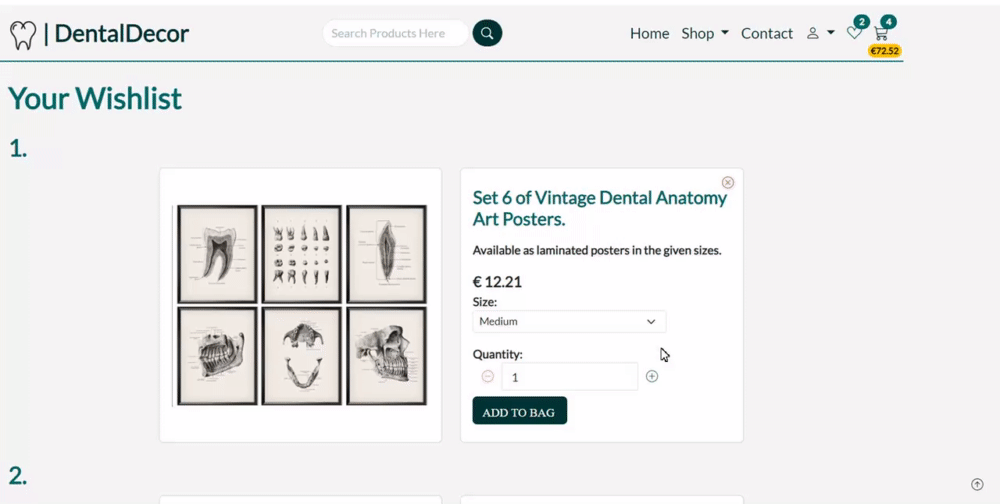 | DentalDecor
Search Products Here
Home Shop Contact 2 4
€72.52
Your Wishlist
1.
Set 6 of Vintage Dental Anatomy
Art Posters.
Available as laminated posters in the given sizes.
€ 12.21
Size:
Medium
Quantity:
1
ADD TO BAG
2.